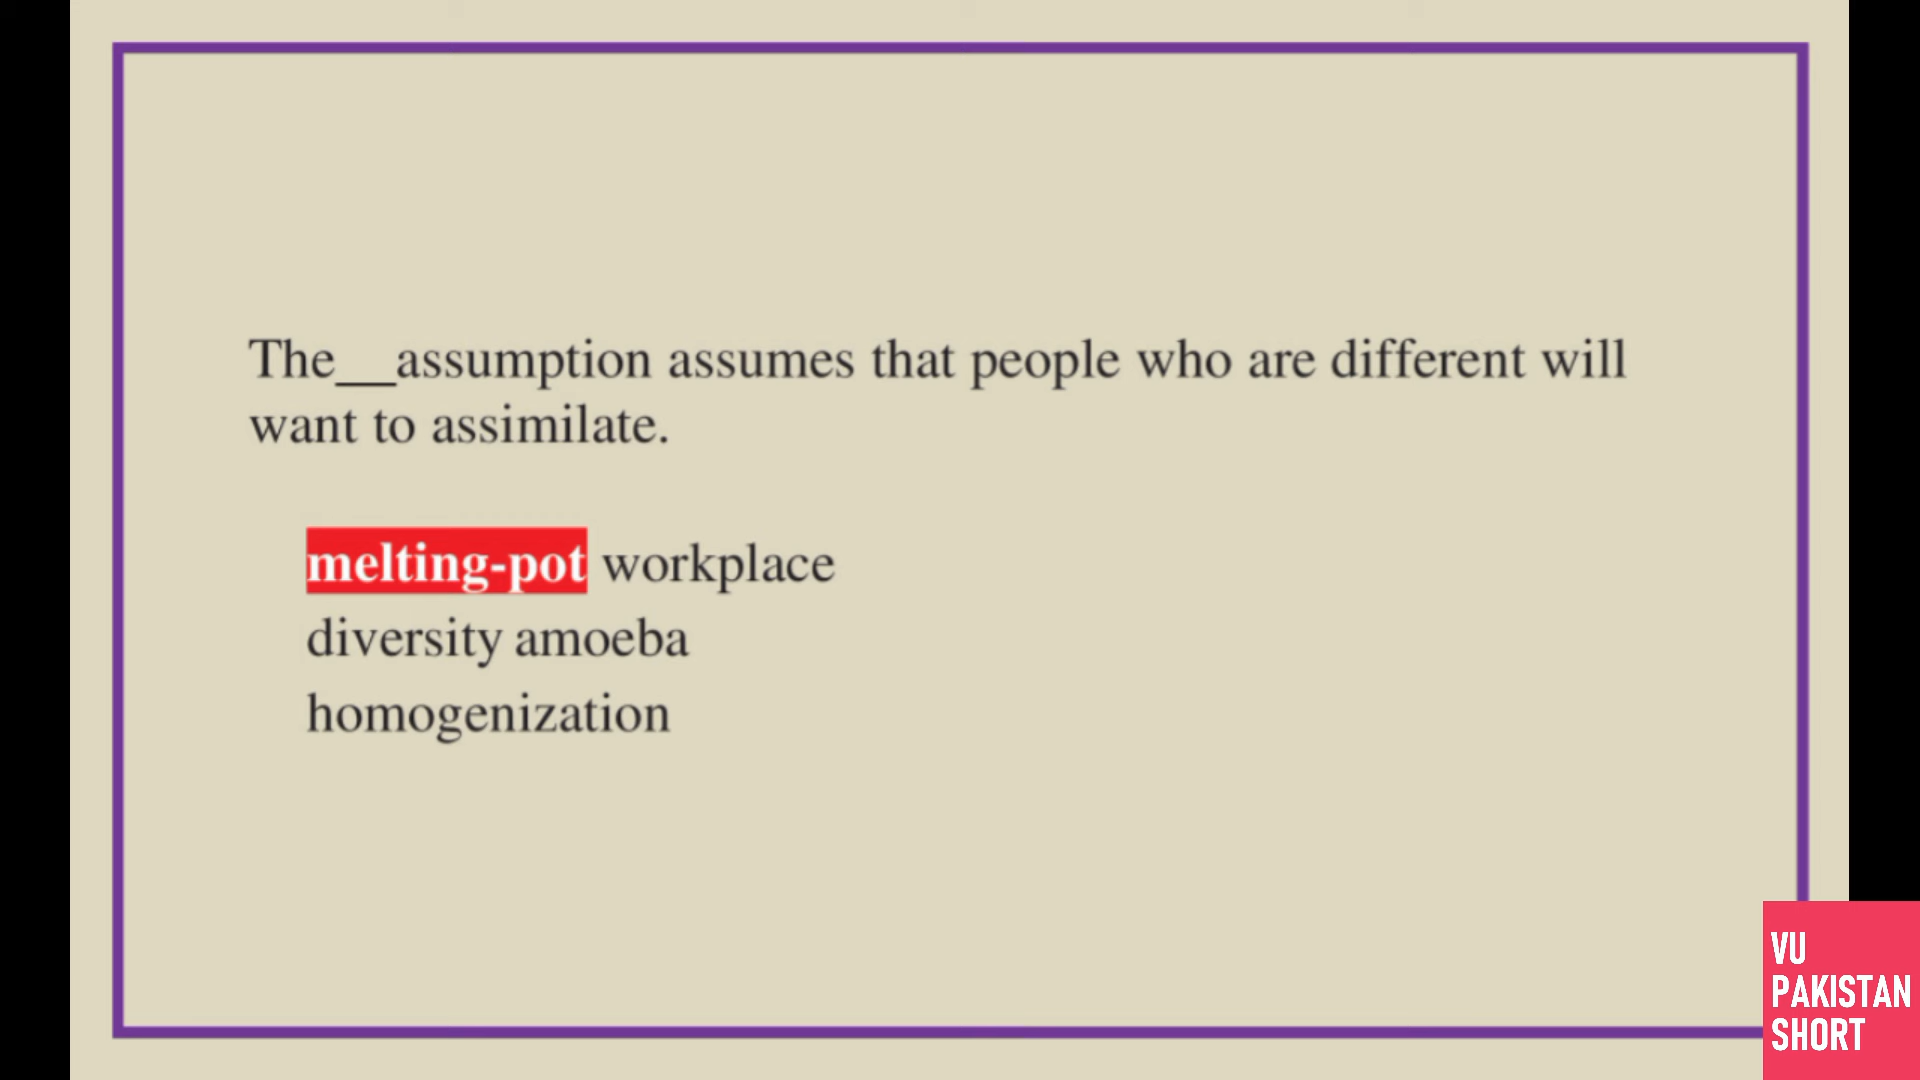 The__assumption assumes that people who are different will
want to assimilate.
melting-pot workplace
diversity amoeba
homogenization
VU
PAKISTAN
SHORT